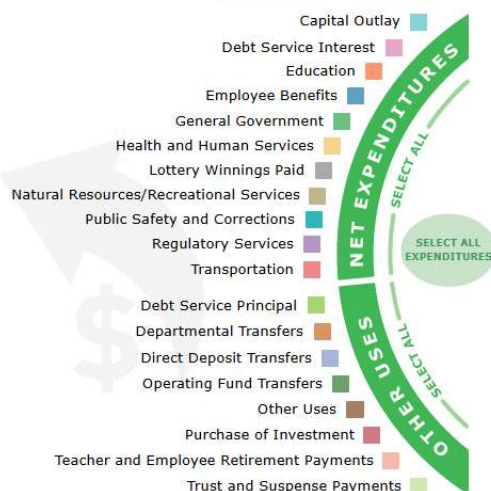 Capital Outlay
Debt Service Interest
Education
Employee Benefits
General Government
Health and Human Services
Lottery Winnings Paid
Natural Resources/Recreational Services
Public Safety and Corrections
Regulatory Services
Transportation
NET EXPENDITURES
SELECT ALL
SELECT ALL
EXPENDITURES
Debt Service Principal
Departmental Transfers
Direct Deposit Transfers
Operating Fund Transfers
Other Uses
Purchase of Investment
Teacher and Employee Retirement Payments
Trust and Suspense Payments
OTHER USES
SELECT ALL
$